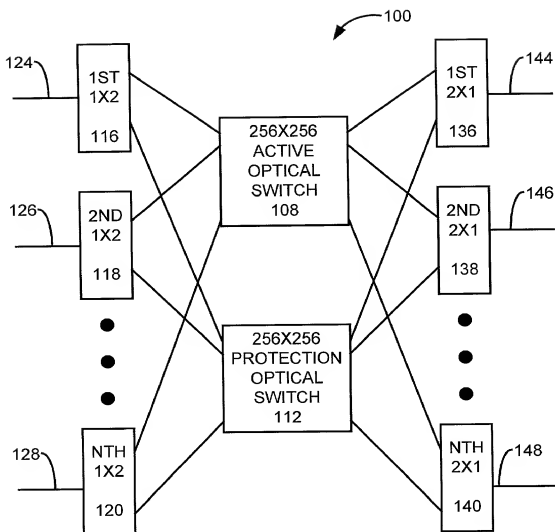 100
124
1ST
1X2
116
126
2ND
1X2
118
128
NTH
1X2
120
256X256
ACTIVE
OPTICAL
SWITCH
108
256X256
PROTECTION
OPTICAL
SWITCH
112
1ST
2X1
136
144
2ND
2X1
138
146
NTH
2X1
140
148